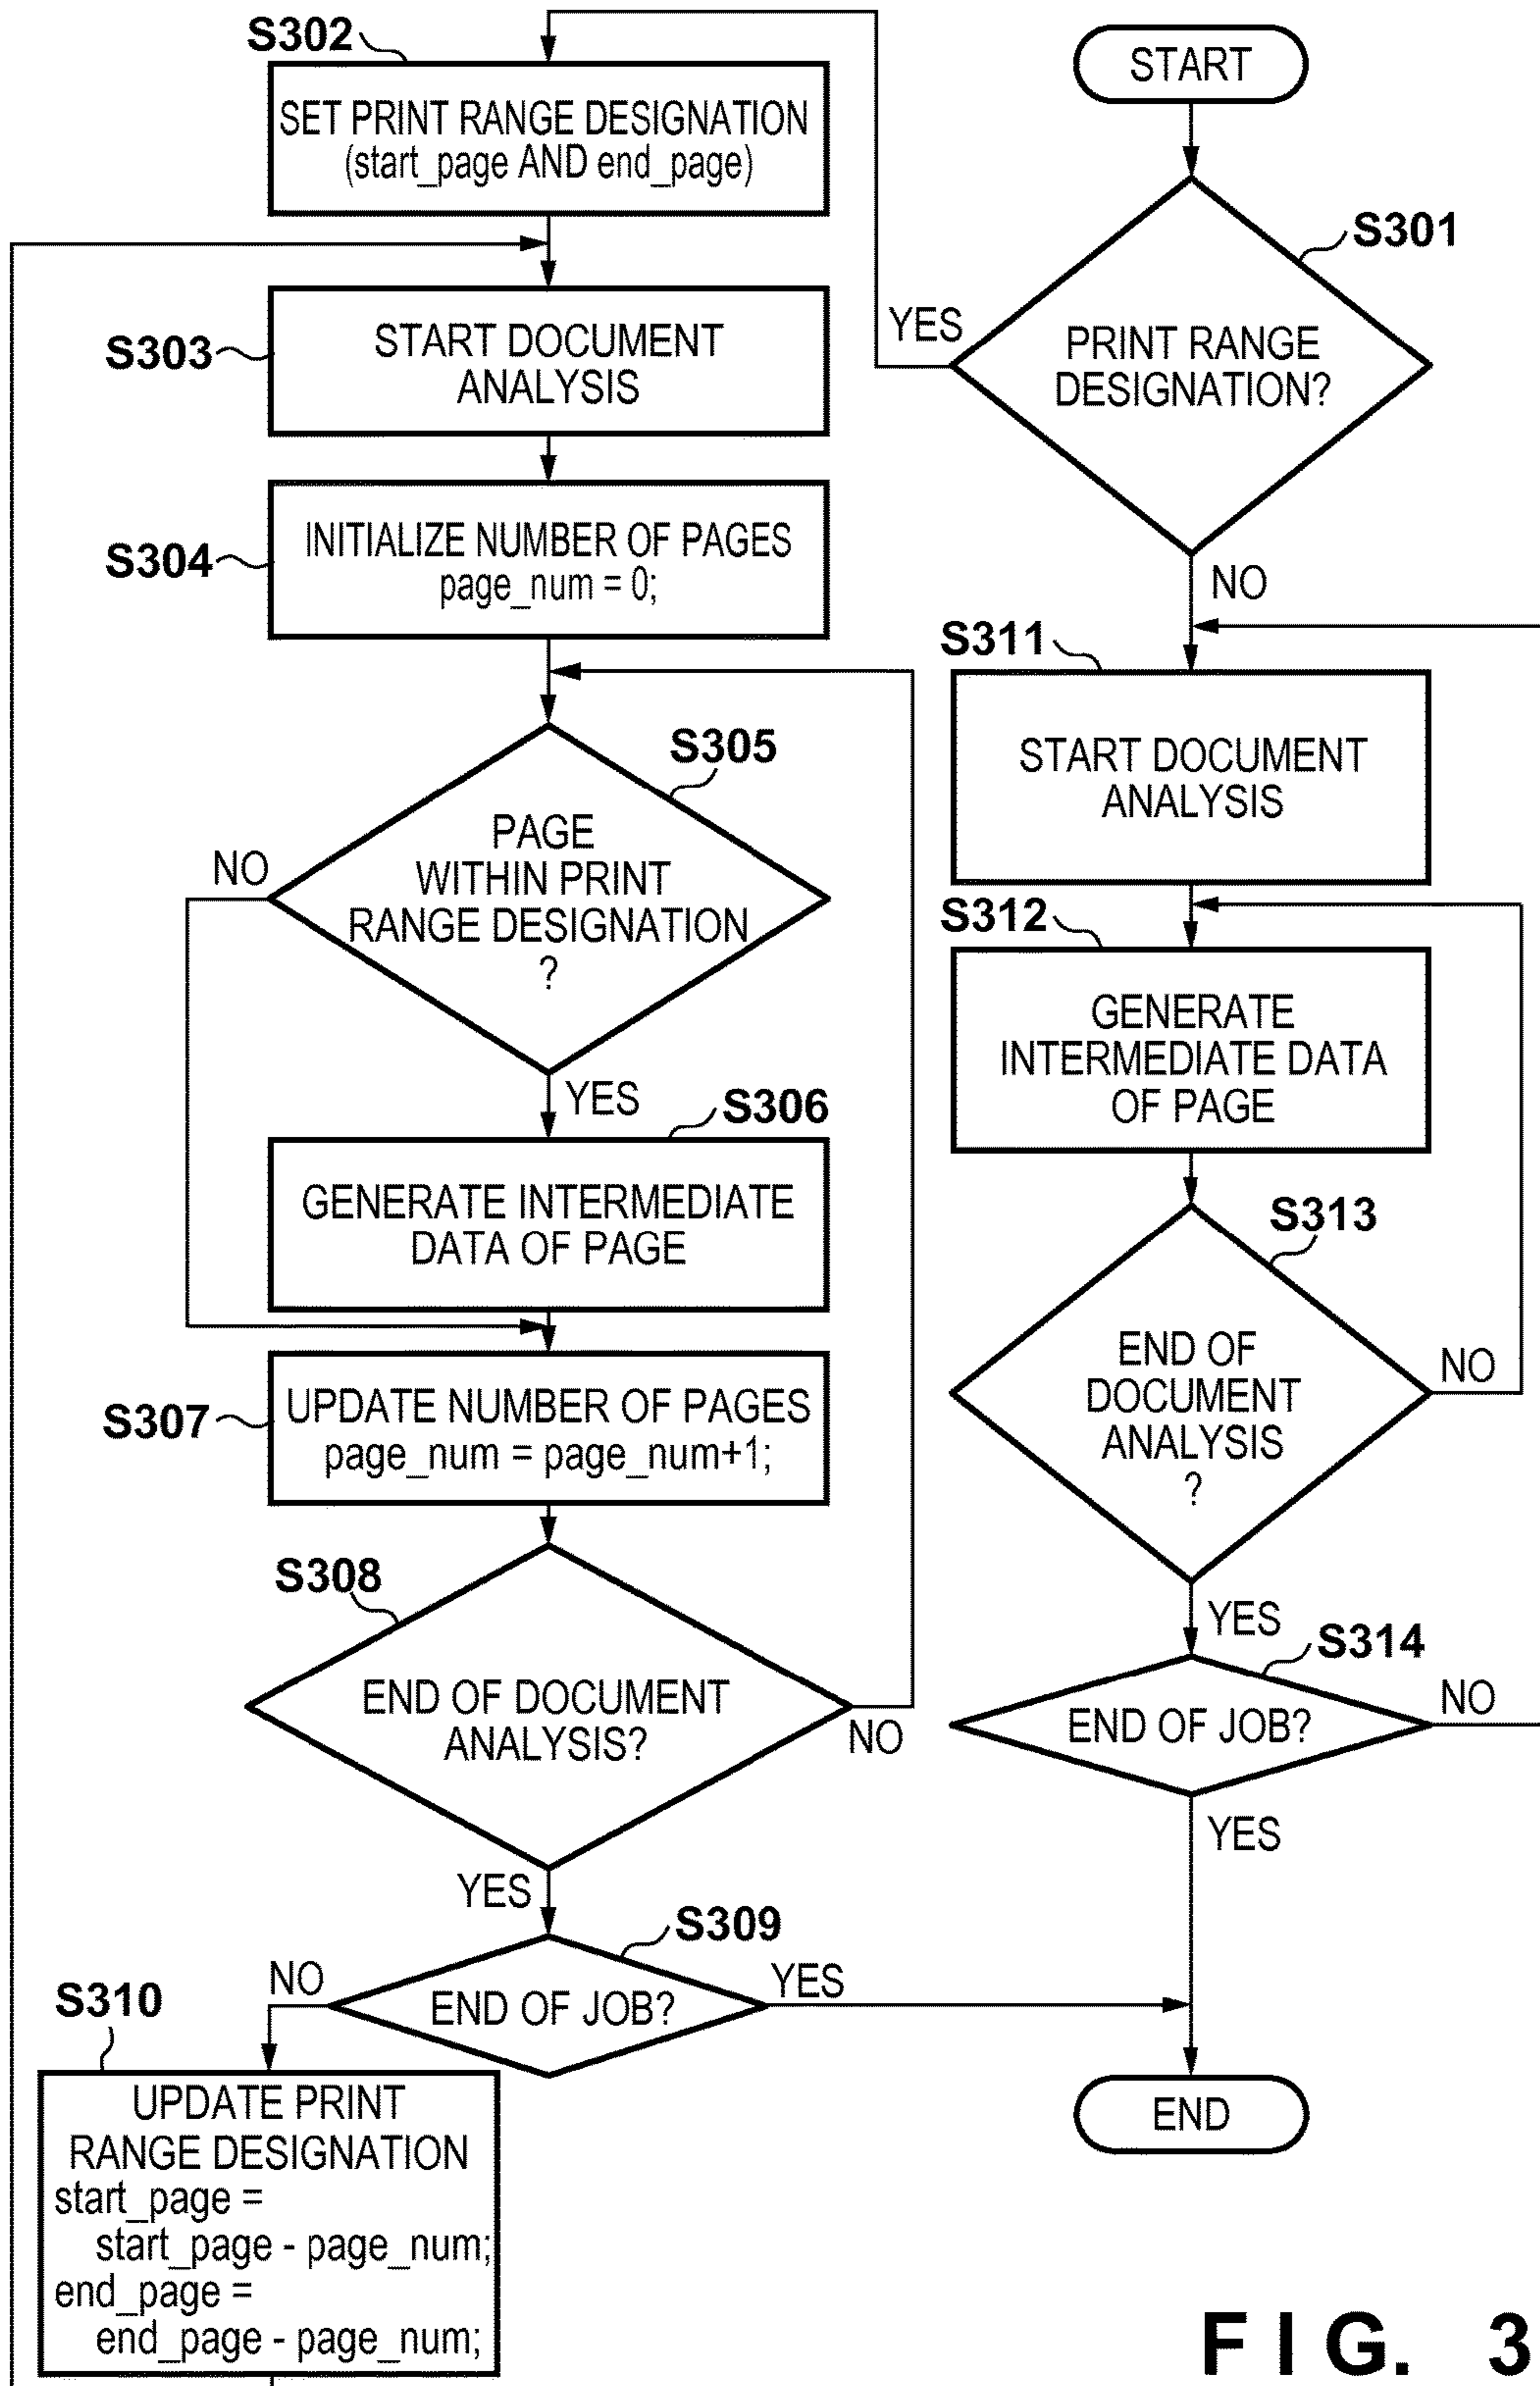 START
S301
PRINT RANGE
DESIGNATION?
YES
NO
S302
SET PRINT RANGE DESIGNATION
(start_page AND end_page)
S303
START DOCUMENT
ANALYSIS
S304
INITIALIZE NUMBER OF PAGES
page_num = 0;
S305
PAGE
WITHIN PRINT
RANGE DESIGNATION
?
NO
YES
S306
GENERATE INTERMEDIATE
DATA OF PAGE
S307
UPDATE NUMBER OF PAGES
page_num = page_num+1;
S308
END OF DOCUMENT
ANALYSIS?
NO
YES
S309
END OF JOB?
NO
YES
S310
UPDATE PRINT
RANGE DESIGNATION
start_page =
start_page - page_num;
end_page =
end_page - page_num;
S311
START DOCUMENT
ANALYSIS
S312
GENERATE
INTERMEDIATE DATA
OF PAGE
S313
END OF
DOCUMENT
ANALYSIS
?
NO
YES
S314
END OF JOB?
NO
YES
END
FIG. 3